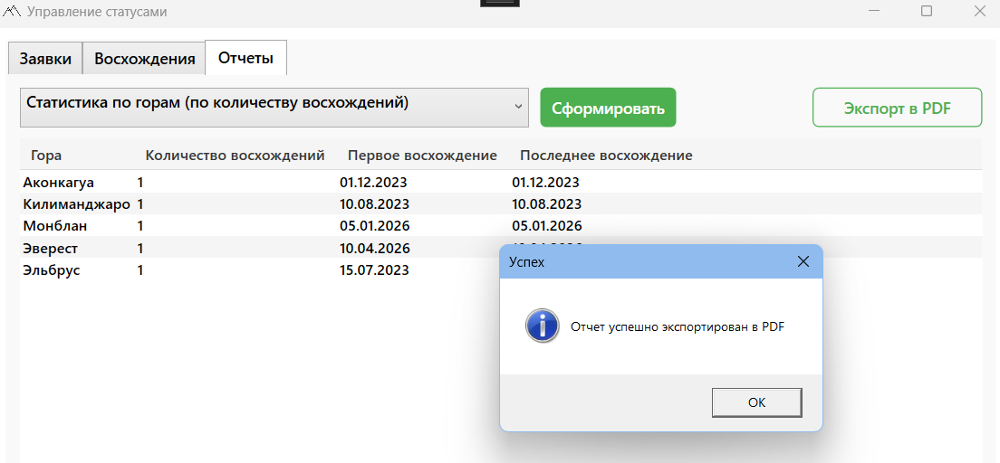 Управление статусами
Заявки Восхождения Отчеты
Статистика по горам (по количеству восхождений) Сформировать Экспорт в PDF
Гора Количество восхождений Первое восхождение Последнее восхождение
Аконкагуа 1 01.12.2023 01.12.2023
Килиманджаро 1 10.08.2023 10.08.2023
Монблан 1 05.01.2026 05.01.2026
Эверест 1 10.04.2026
Эльбрус 1 15.07.2023
Успех
Отчет успешно экспортирован в PDF
ОК